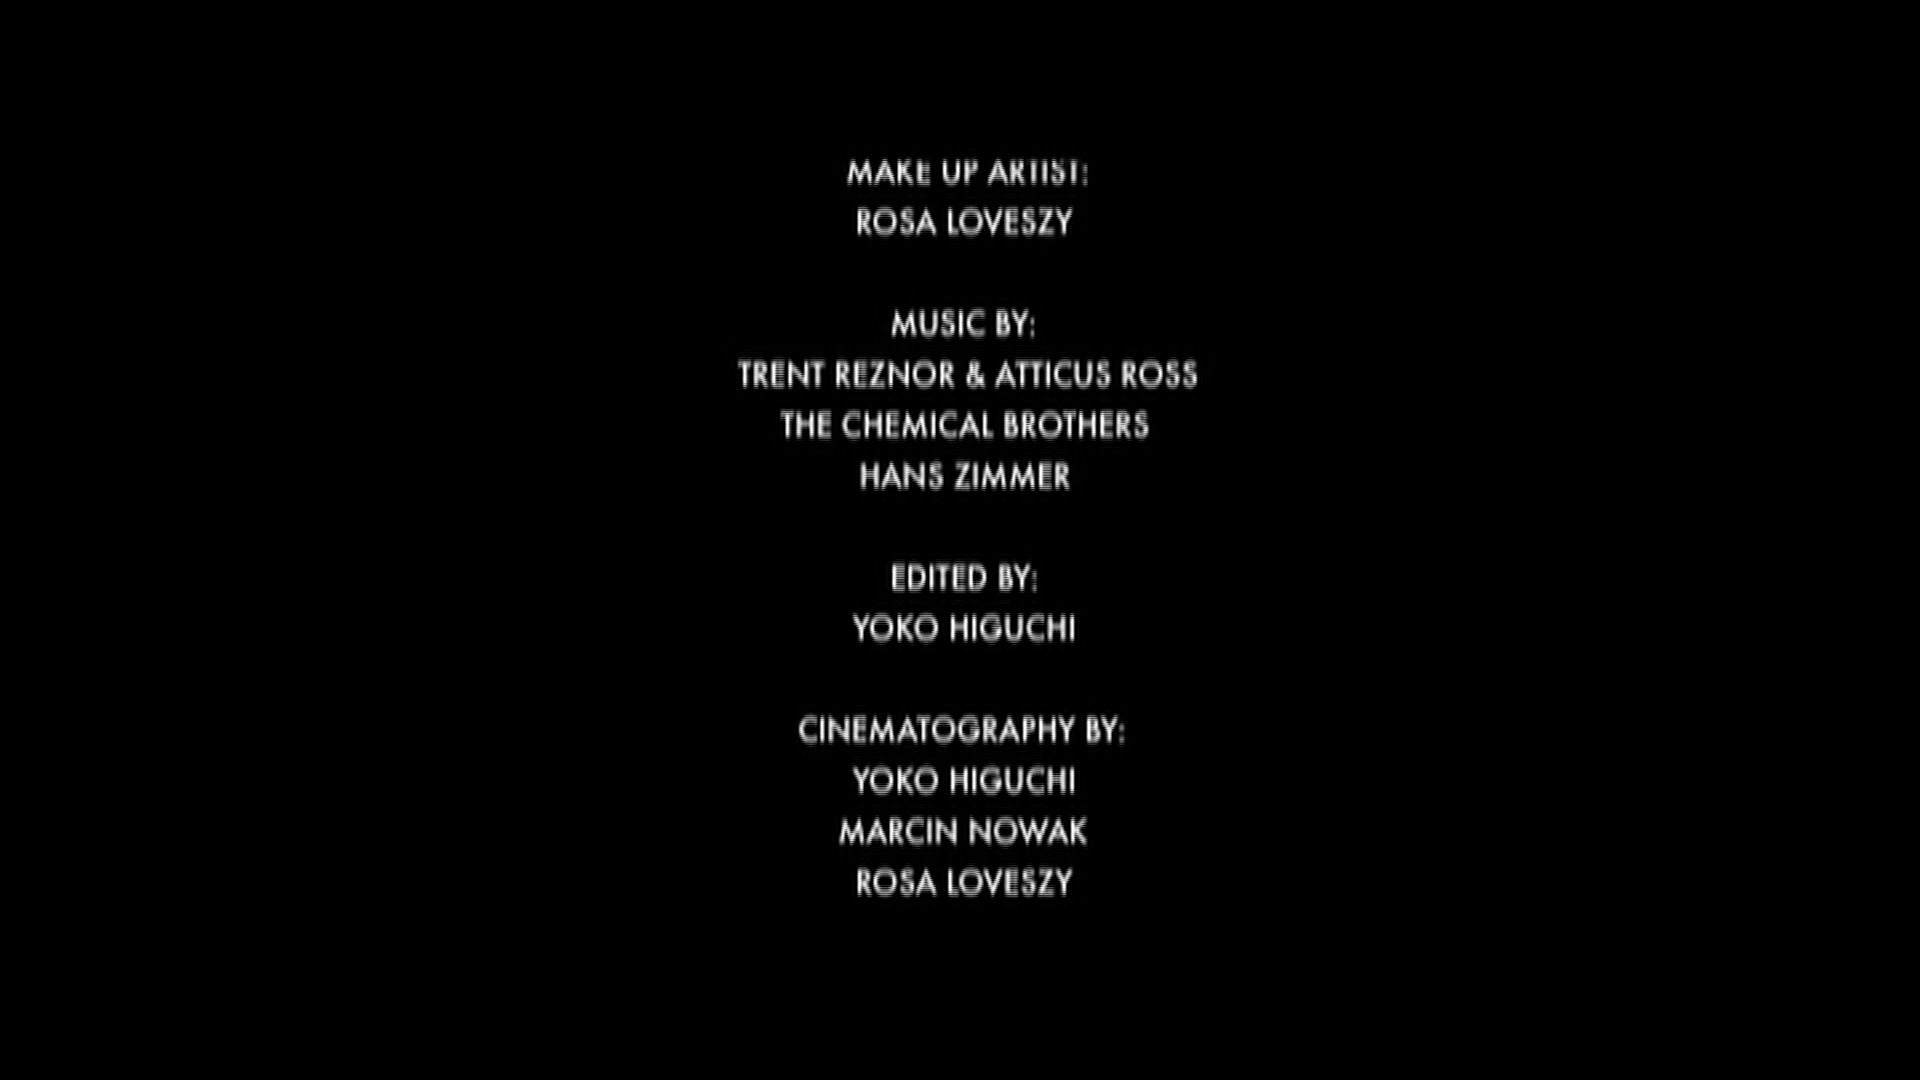 MAKE UP ARTIST:
ROSA LOVESZY
MUSIC BY:
TRENT REZNOR & ATTICUS ROSS
THE CHEMICAL BROTHERS
HANS ZIMMER
EDITED BY:
YOKO HIGUCHI
CINEMATOGRAPHY BY:
YOKO HIGUCHI
MARCIN NOWAK
ROSA LOVESZY